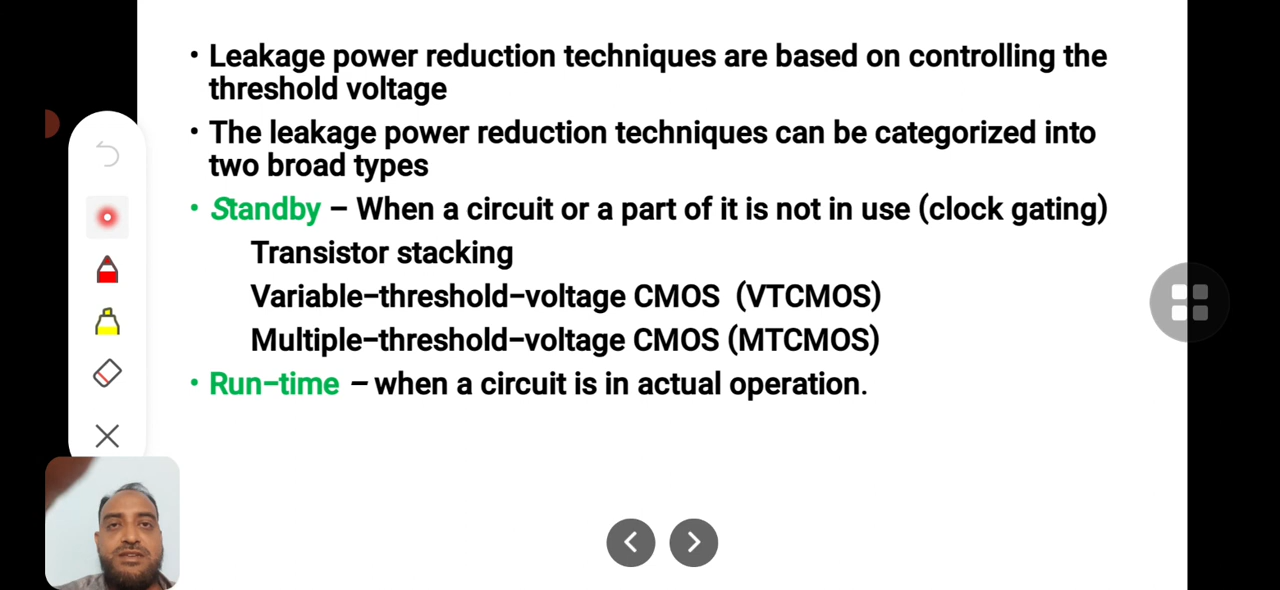 • Leakage power reduction techniques are based on controlling the
threshold voltage
• The leakage power reduction techniques can be categorized into
two broad types
• Standby – When a circuit or a part of it is not in use (clock gating)
Transistor stacking
Variable-threshold-voltage CMOS (VTCMOS)
Multiple-threshold-voltage CMOS (MTCMOS)
• Run-time – when a circuit is in actual operation.